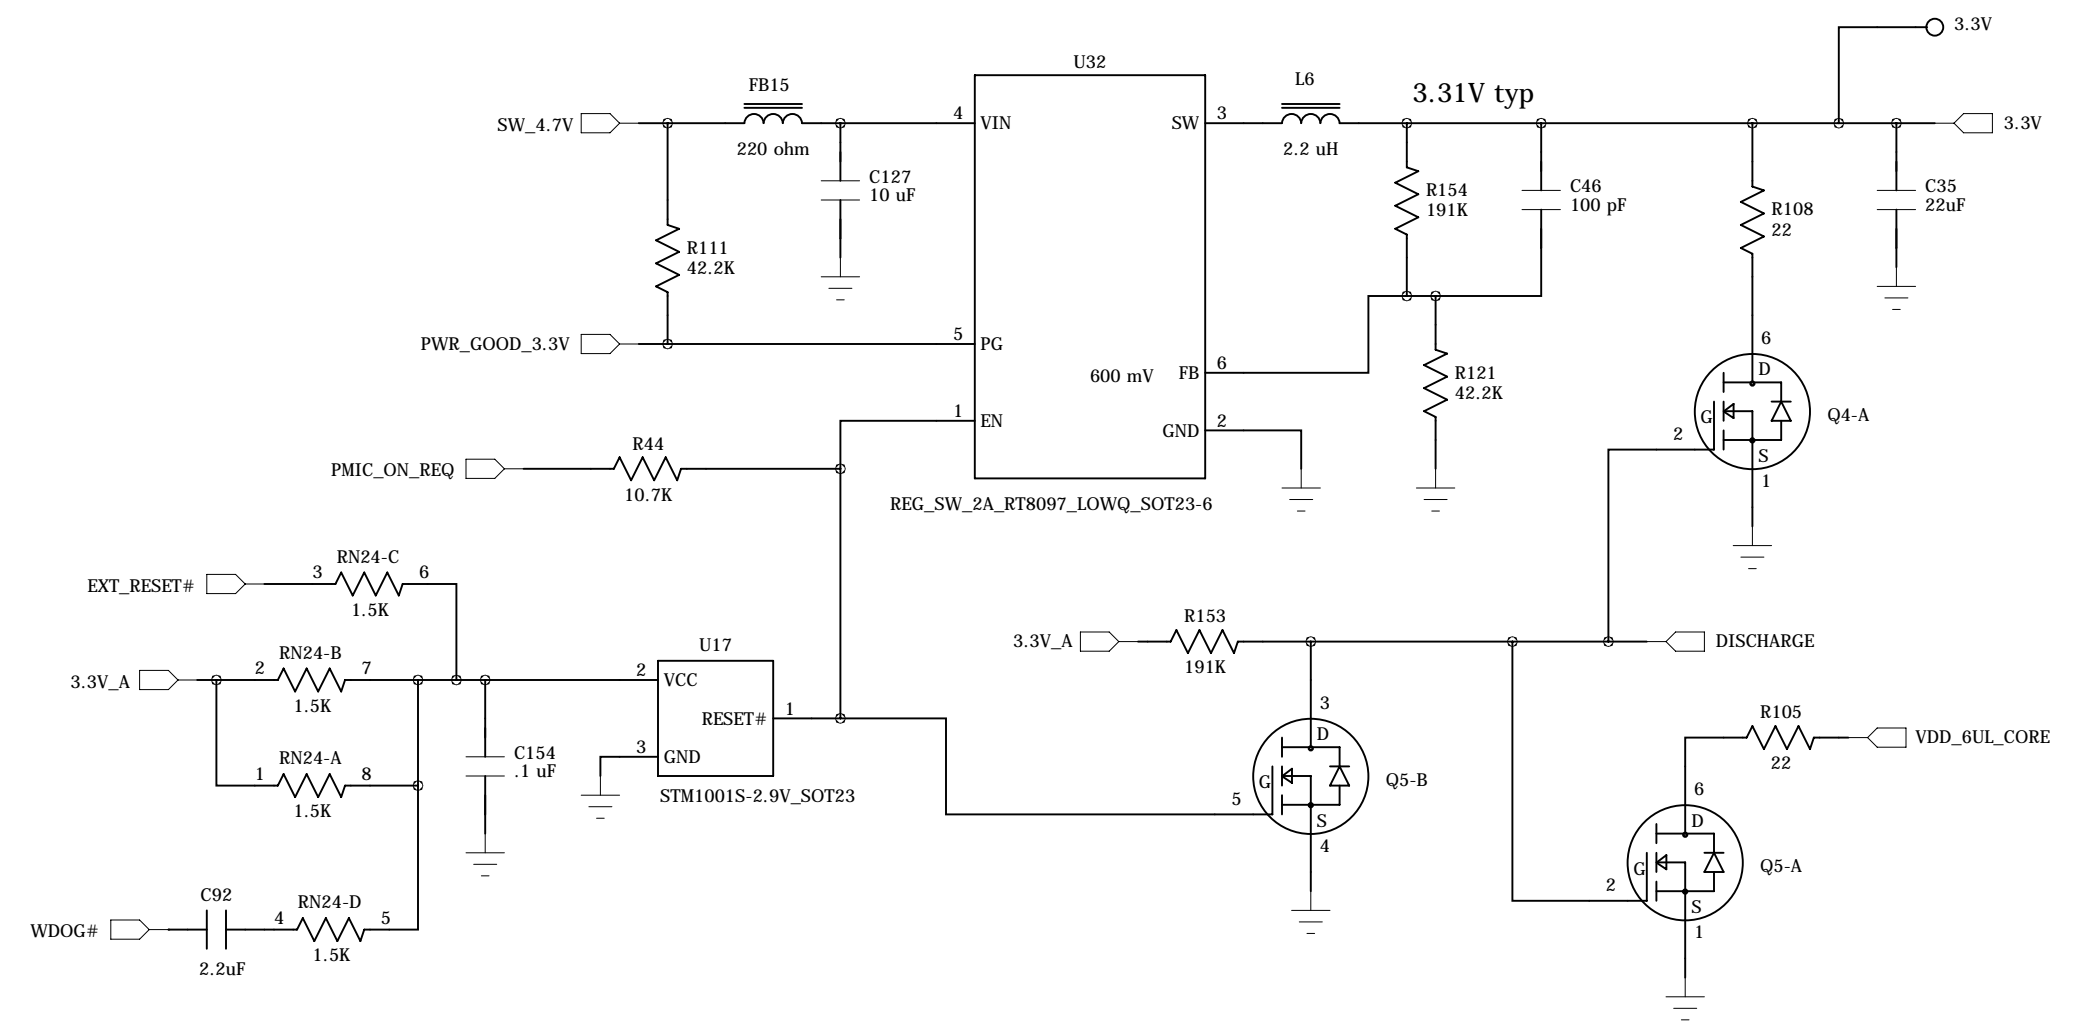 3.3V
U32
FB15
L6
3.31V typ
SW_4.7V
4
VIN
SW
3
3.3V
220 ohm
2.2 uH
C127
10 uF
R154
191K
C46
100 pF
R108
22
C35
22uF
R111
42.2K
PWR_GOOD_3.3V
5
PG
600 mV
FB
6
R121
42.2K
6
D
G
Q4-A
2
S
1
1
EN
GND
2
PMIC_ON_REQ
R44
10.7K
REG_SW_2A_RT8097_LOWQ_SOT23-6
EXT_RESET#
3
RN24-C
6
1.5K
3.3V_A
2
RN24-B
7
1.5K
1
RN24-A
8
1.5K
U17
2
VCC
RESET#
1
3
GND
STM1001S-2.9V_SOT23
C154
.1 uF
3.3V_A
R153
191K
DISCHARGE
3
D
G
Q5-B
5
S
4
R105
22
VDD_6UL_CORE
6
D
G
Q5-A
2
S
1
WDOG#
C92
2.2uF
4
RN24-D
5
1.5K